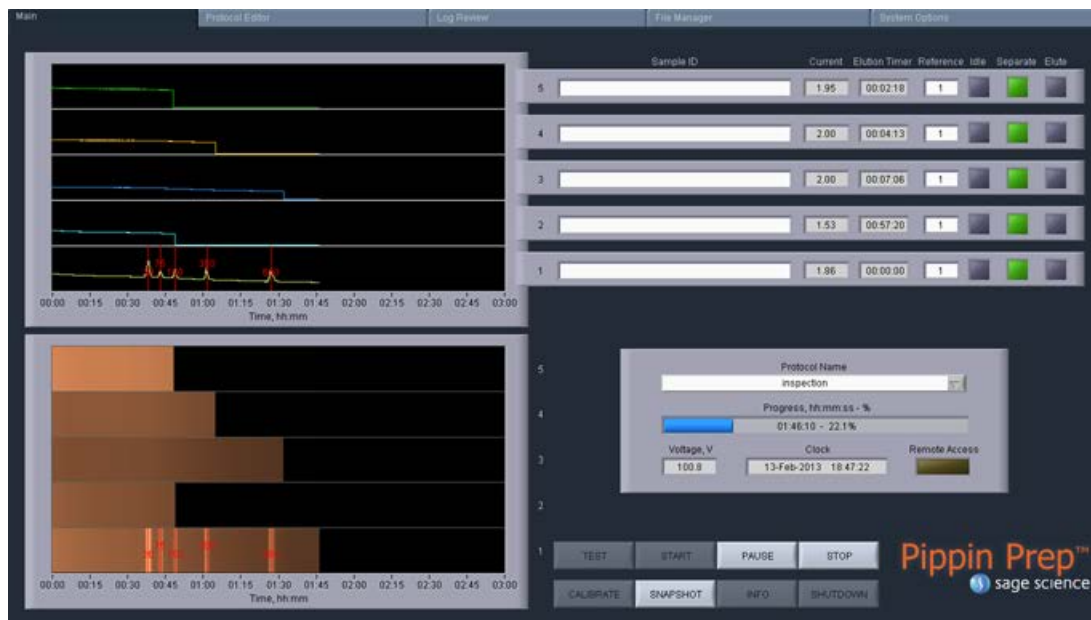 Main Protocol Editor Log Review File Manager System Options
Sample ID Current Elution Timer Reference Idle Separate Elute
5 1.95 00:02:18 1
4 2.00 00:04:13 1
3 2.00 00:07:06 1
2 1.53 00:57:20 1
1 1.86 00:00:00 1
00:00 00:15 00:30 00:45 01:00 01:15 01:30 01:45 02:00 02:15 02:30 02:45 03:00
Time, hh:mm
5
4
3
2
1
00:00 00:15 00:30 00:45 01:00 01:15 01:30 01:45 02:00 02:15 02:30 02:45 03:00
Time, hh:mm
Protocol Name
inspection
Progress, hh:mm:ss - %
01:46:10 - 22.1%
Voltage, V Clock Remote Access
100.8 13-Feb-2013 18:47:22
TEST START PAUSE STOP
CALIBRATE SNAPSHOT INFO SHUTDOWN
Pippin Prep™
sage science